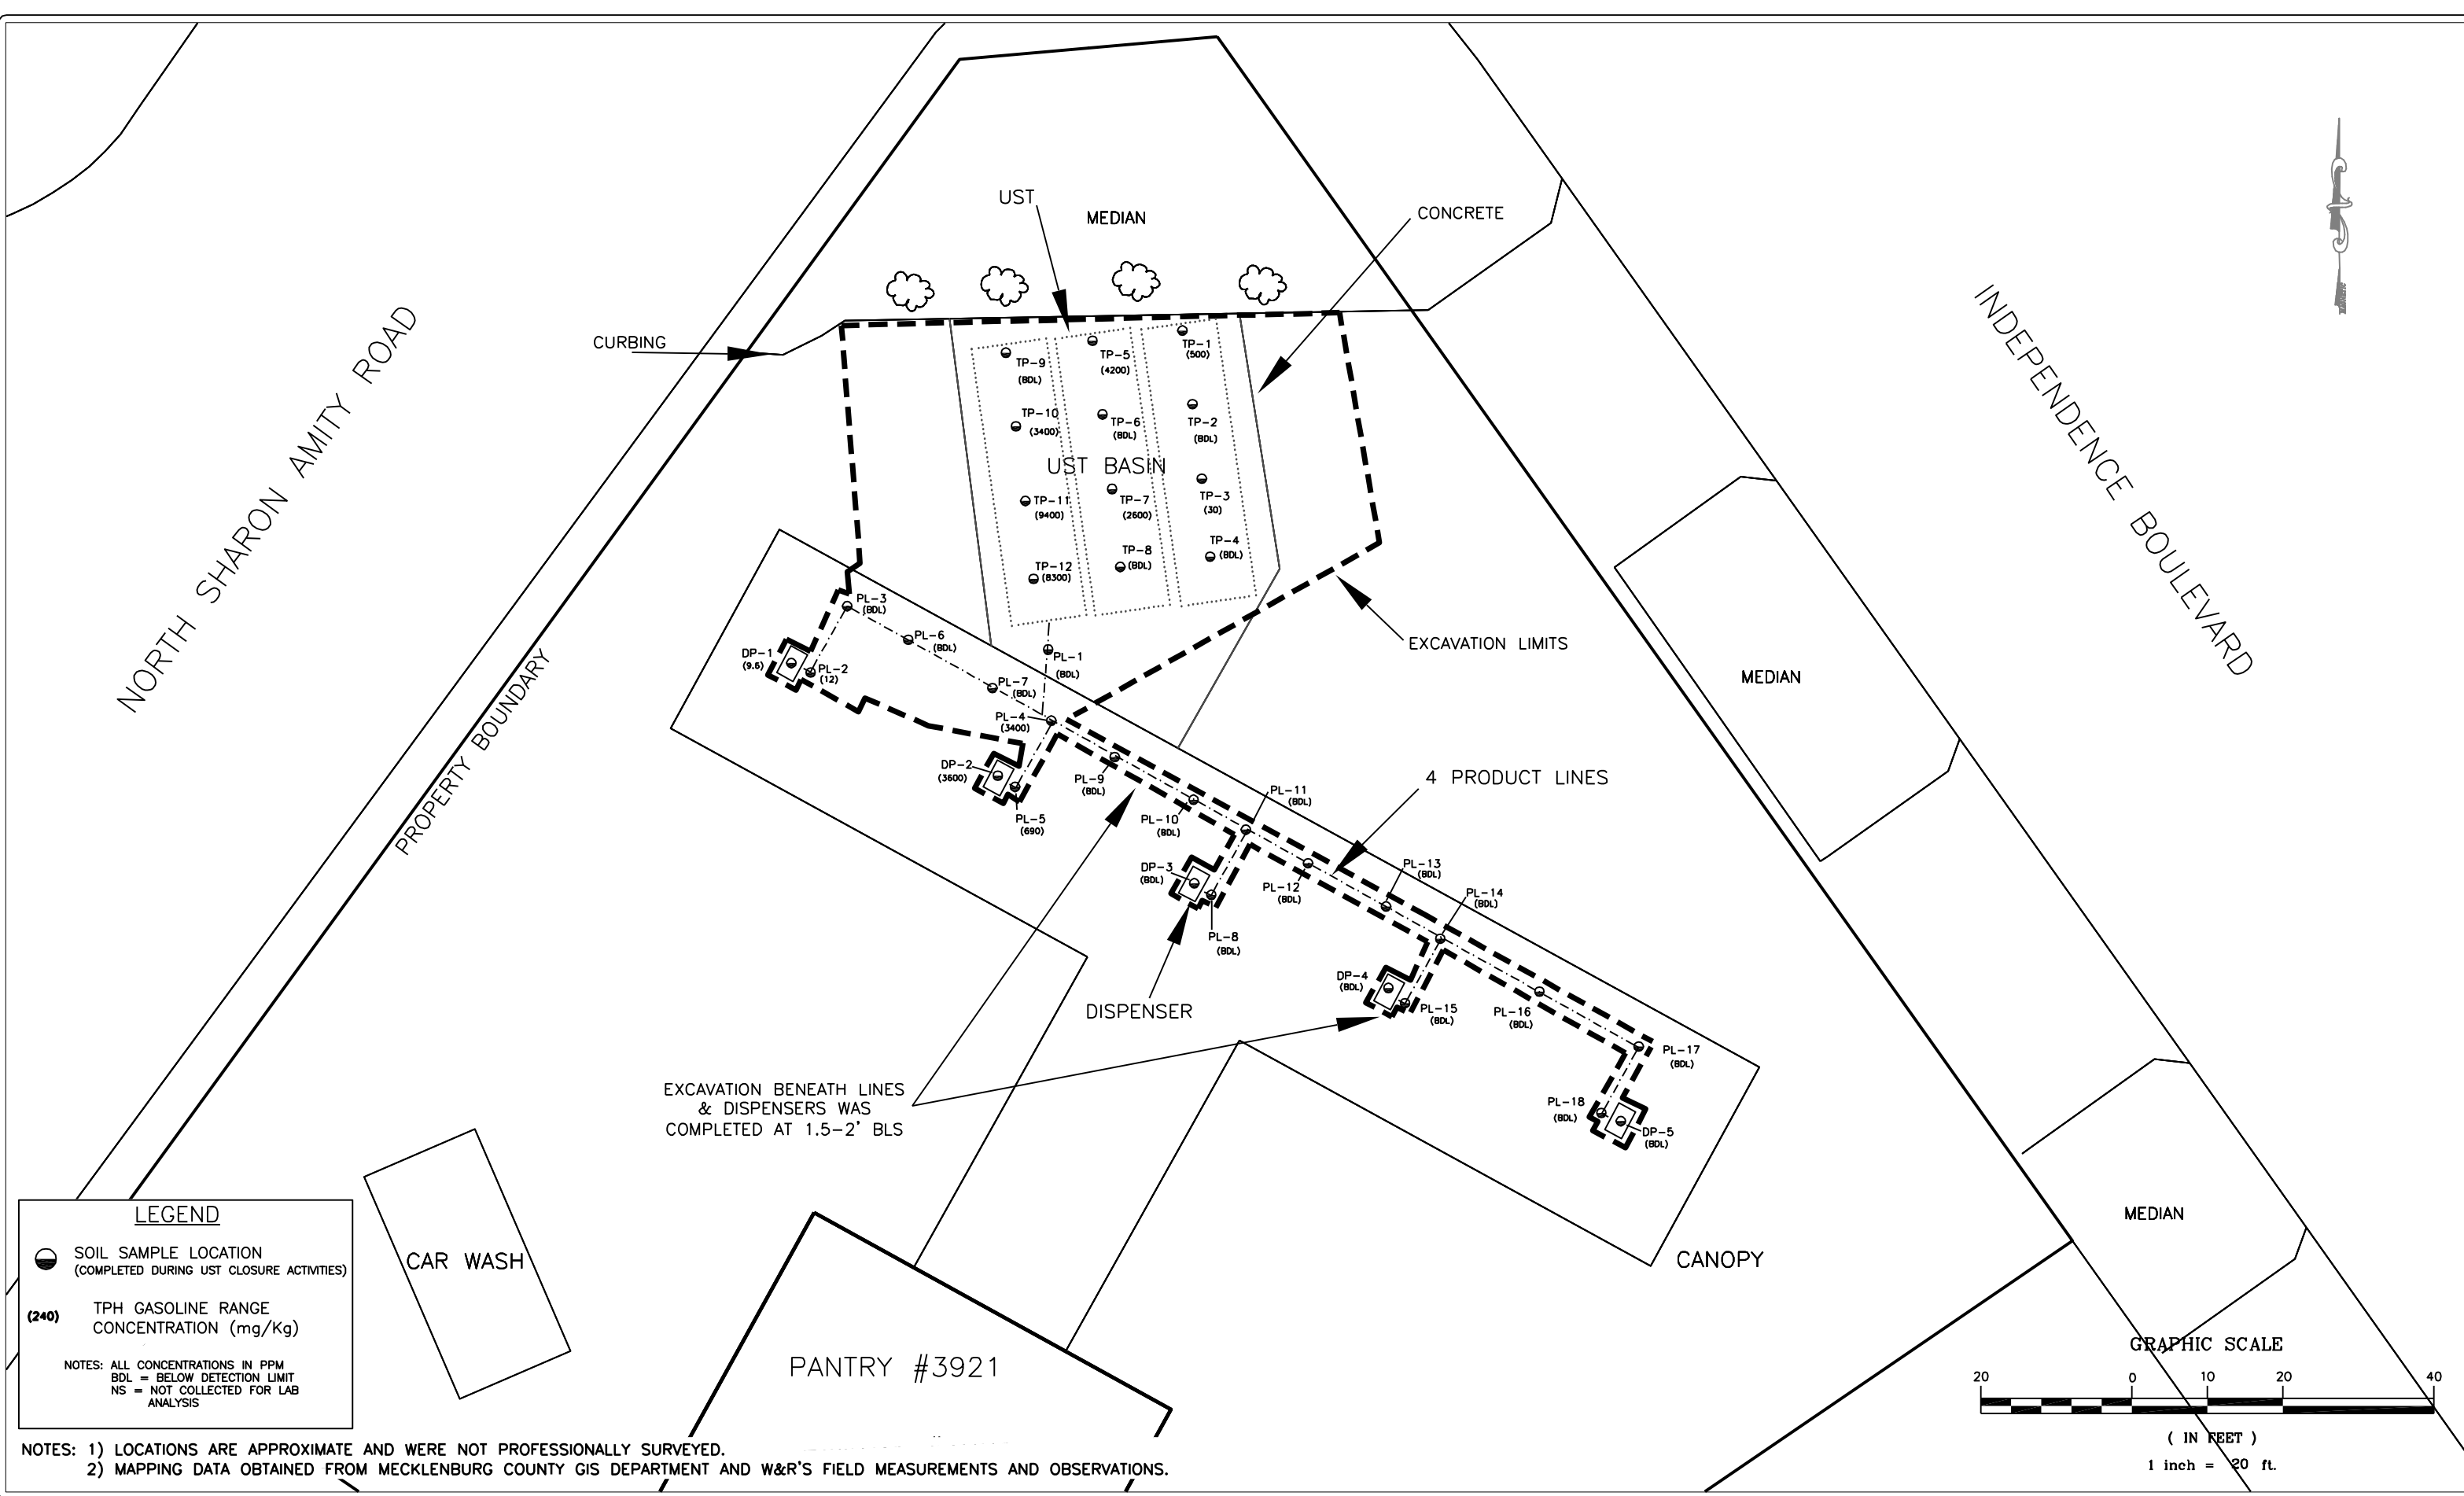 UST
MEDIAN
CONCRETE
CURBING
NORTH SHARON AMITY ROAD
INDEPENDENCE BOULEVARD
PROPERTY BOUNDARY
TP-1
(500)
TP-5
(4200)
TP-9
(BDL)
TP-10
(3400)
TP-6
(BDL)
TP-2
(BDL)
UST BASIN
TP-11
(9400)
TP-7
(2600)
TP-3
(30)
TP-12
(8300)
TP-8
(BDL)
TP-4
(BDL)
PL-3
(BDL)
PL-6
(BDL)
PL-1
(BDL)
DP-1
(9.6)
PL-2
(12)
PL-7
(BDL)
PL-4
(3400)
EXCAVATION LIMITS
MEDIAN
DP-2
(3600)
PL-5
(690)
PL-9
(BDL)
PL-10
(BDL)
PL-11
(BDL)
4 PRODUCT LINES
DP-3
(BDL)
PL-8
(BDL)
PL-12
(BDL)
PL-13
(BDL)
PL-14
(BDL)
DP-4
(BDL)
PL-15
(BDL)
PL-16
(BDL)
PL-17
(BDL)
PL-18
(BDL)
DP-5
(BDL)
DISPENSER
EXCAVATION BENEATH LINES
& DISPENSERS WAS
COMPLETED AT 1.5-2' BLS
MEDIAN
CANOPY
CAR WASH
PANTRY #3921
LEGEND
SOIL SAMPLE LOCATION
(COMPLETED DURING UST CLOSURE ACTIVITIES)
(240)
TPH GASOLINE RANGE
CONCENTRATION (mg/Kg)
NOTES: ALL CONCENTRATIONS IN PPM
BDL = BELOW DETECTION LIMIT
NS = NOT COLLECTED FOR LAB
ANALYSIS
GRAPHIC SCALE
20 0 10 20 40
( IN FEET )
1 inch = 20 ft.
NOTES: 1) LOCATIONS ARE APPROXIMATE AND WERE NOT PROFESSIONALLY SURVEYED.
2) MAPPING DATA OBTAINED FROM MECKLENBURG COUNTY GIS DEPARTMENT AND W&R'S FIELD MEASUREMENTS AND OBSERVATIONS.